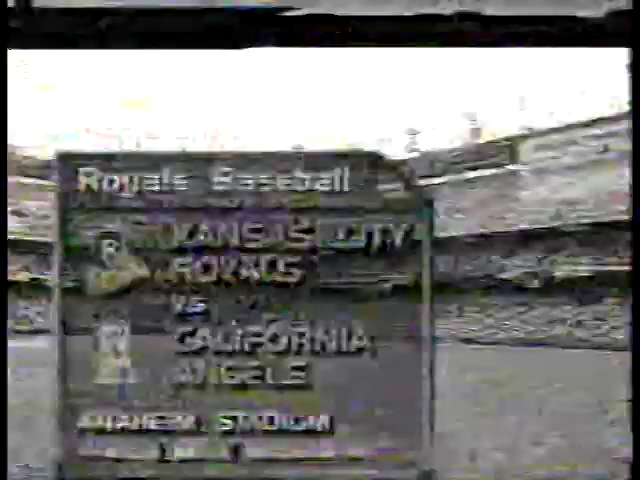 Royals Baseball
KANSAS CITY
ROYALS
vs
CALIFORNIA
ANGELS
ANAHEIM STADIUM